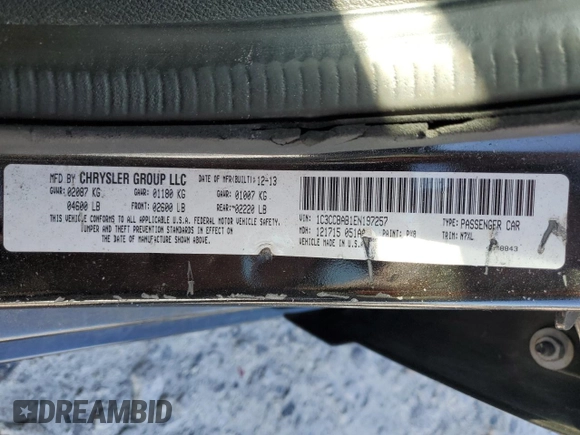 MFD BY CHRYSLER GROUP LLC DATE OF MFR(BUILT): 12-13
GVWR: 02087 KG GAWR: 01180 KG GAWR: 01007 KG
04600 LB FRONT: 02600 LB REAR: 02220 LB
THIS VEHICLE CONFORMS TO ALL APPLICABLE U.S. FEDERAL MOTOR VEHICLE SAFETY,
BUMPER AND THEFT PREVENTION STANDARDS IN EFFECT ON
THE DATE OF MANUFACTURE SHOWN ABOVE.
VIN: 1C3CCBAB1EN197257 TYPE: PASSENGER CAR
MDH: 121715 PAINT: PX8 TRIM: M7XL
VEHICLE MADE IN U.S.A.
DREAMBID